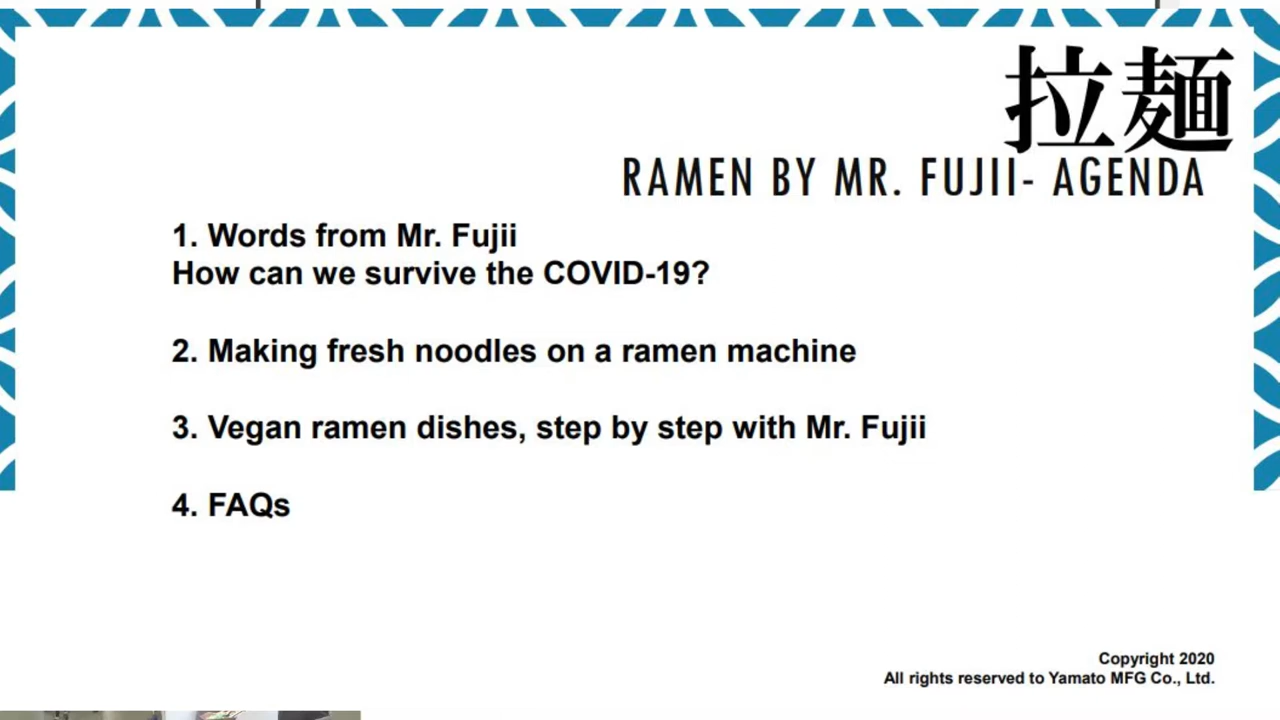 拉麺
RAMEN BY MR. FUJII- AGENDA
1. Words from Mr. Fujii
How can we survive the COVID-19?
2. Making fresh noodles on a ramen machine
3. Vegan ramen dishes, step by step with Mr. Fujii
4. FAQs
Copyright 2020
All rights reserved to Yamato MFG Co., Ltd.